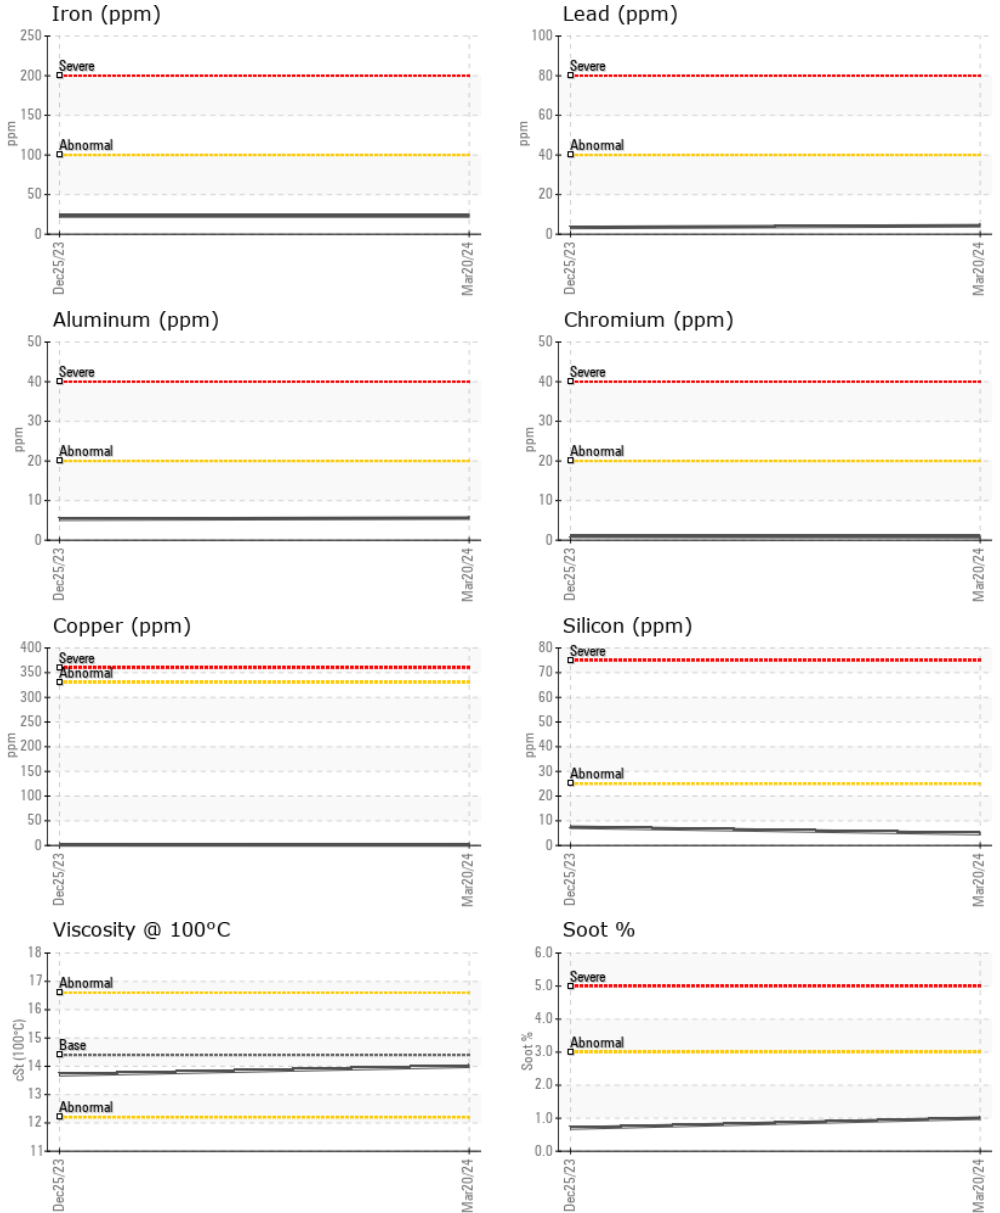 Iron (ppm)
250
200
150
100
50
0
ppm
Severe
Abnormal
Dec25/23
Mar20/24
Lead (ppm)
100
80
60
40
20
0
ppm
Severe
Abnormal
Dec25/23
Mar20/24
Aluminum (ppm)
50
40
30
20
10
0
ppm
Severe
Abnormal
Dec25/23
Mar20/24
Chromium (ppm)
50
40
30
20
10
0
ppm
Severe
Abnormal
Dec25/23
Mar20/24
Copper (ppm)
400
350
300
250
200
150
100
50
0
ppm
Severe
Abnormal
Dec25/23
Mar20/24
Silicon (ppm)
80
70
60
50
40
30
20
10
0
ppm
Severe
Abnormal
Dec25/23
Mar20/24
Viscosity @ 100°C
18
17
16
15
14
13
12
11
cSt (100°C)
Abnormal
Base
Abnormal
Dec25/23
Mar20/24
Soot %
6.0
5.0
4.0
3.0
2.0
1.0
0.0
Soot %
Severe
Abnormal
Dec25/23
Mar20/24